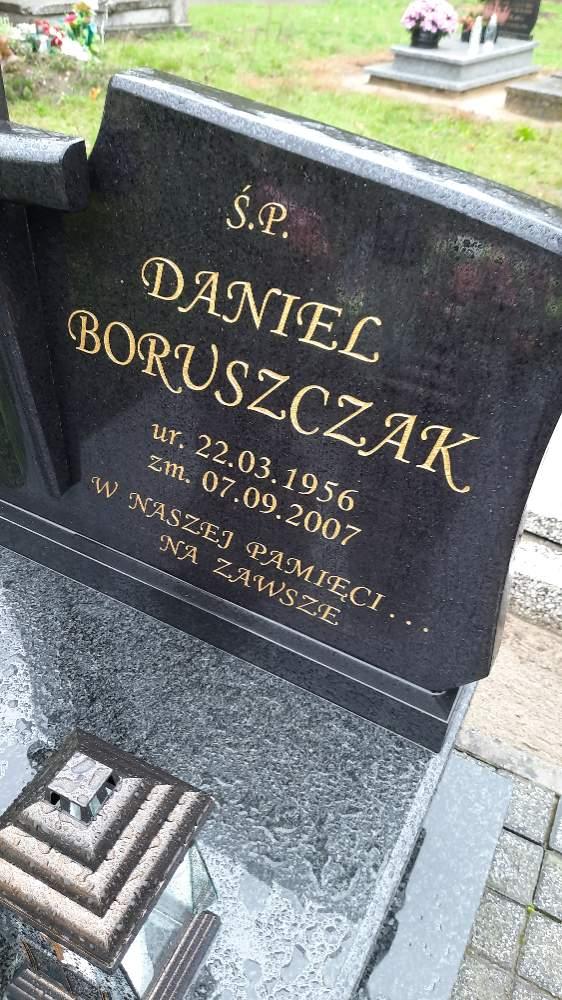 Ś.P.
DANIEL
BORUSZCZAK
ur. 22.03.1956
zm. 07.09.2007
W NASZEJ PAMIĘCI...
NA ZAWSZE